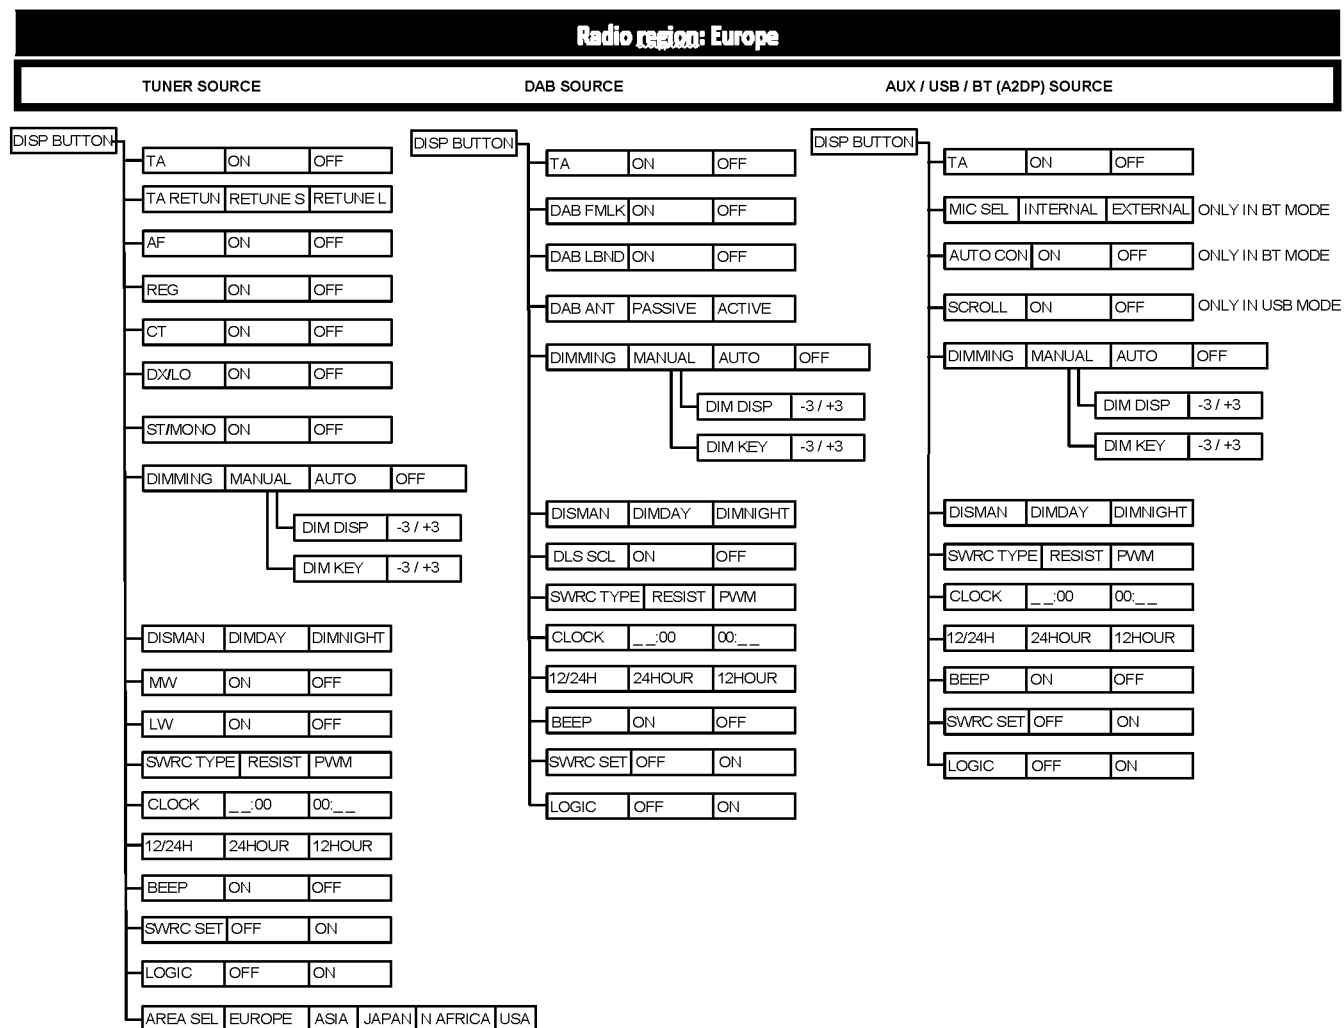 Radio region: Europe
TUNER SOURCE
DAB SOURCE
AUX / USB / BT (A2DP) SOURCE
DISP BUTTON
TA ON OFF
TA RETUN RETUNE S RETUNE L
AF ON OFF
REG ON OFF
CT ON OFF
DX/LO ON OFF
ST/MONO ON OFF
DIMMING MANUAL AUTO OFF
DIM DISP -3 / +3
DIM KEY -3 / +3
DISMAN DIMDAY DIMNIGHT
MW ON OFF
LW ON OFF
SWRC TYPE RESIST PWM
CLOCK _ _:00 00:_ _
12/24H 24HOUR 12HOUR
BEEP ON OFF
SWRC SET OFF ON
LOGIC OFF ON
AREA SEL EUROPE ASIA JAPAN N AFRICA USA
DISP BUTTON
TA ON OFF
DAB FMLK ON OFF
DAB LBND ON OFF
DAB ANT PASSIVE ACTIVE
DIMMING MANUAL AUTO OFF
DIM DISP -3 / +3
DIM KEY -3 / +3
DISMAN DIMDAY DIMNIGHT
DLS SCL ON OFF
SWRC TYPE RESIST PWM
CLOCK _ _:00 00:_ _
12/24H 24HOUR 12HOUR
BEEP ON OFF
SWRC SET OFF ON
LOGIC OFF ON
DISP BUTTON
TA ON OFF
MIC SEL INTERNAL EXTERNAL ONLY IN BT MODE
AUTO CON ON OFF ONLY IN BT MODE
SCROLL ON OFF ONLY IN USB MODE
DIMMING MANUAL AUTO OFF
DIM DISP -3 / +3
DIM KEY -3 / +3
DISMAN DIMDAY DIMNIGHT
SWRC TYPE RESIST PWM
CLOCK _ _:00 00:_ _
12/24H 24HOUR 12HOUR
BEEP ON OFF
SWRC SET OFF ON
LOGIC OFF ON